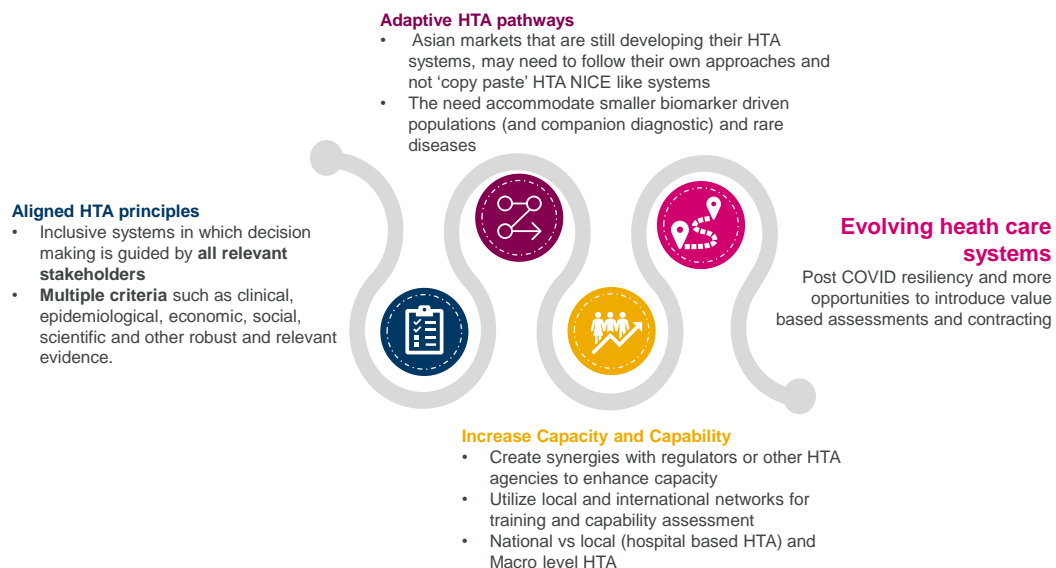 Adaptive HTA pathways
• Asian markets that are still developing their HTA
systems, may need to follow their own approaches and
not ‘copy paste’ HTA NICE like systems
• The need accommodate smaller biomarker driven
populations (and companion diagnostic) and rare
diseases
Aligned HTA principles
• Inclusive systems in which decision
making is guided by all relevant
stakeholders
• Multiple criteria such as clinical,
epidemiological, economic, social,
scientific and other robust and relevant
evidence.
Evolving heath care
systems
Post COVID resiliency and more
opportunities to introduce value
based assessments and contracting
Increase Capacity and Capability
• Create synergies with regulators or other HTA
agencies to enhance capacity
• Utilize local and international networks for
training and capability assessment
• National vs local (hospital based HTA) and
Macro level HTA